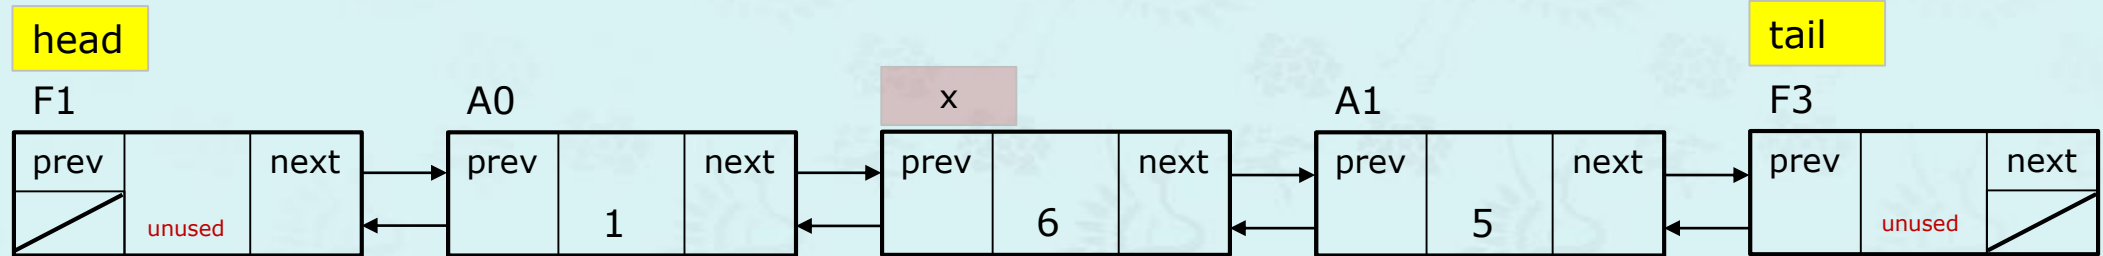 head
tail
F1
A0
x
A1
F3
prev next prev next prev next prev next prev next
unused 1 6 5 unused